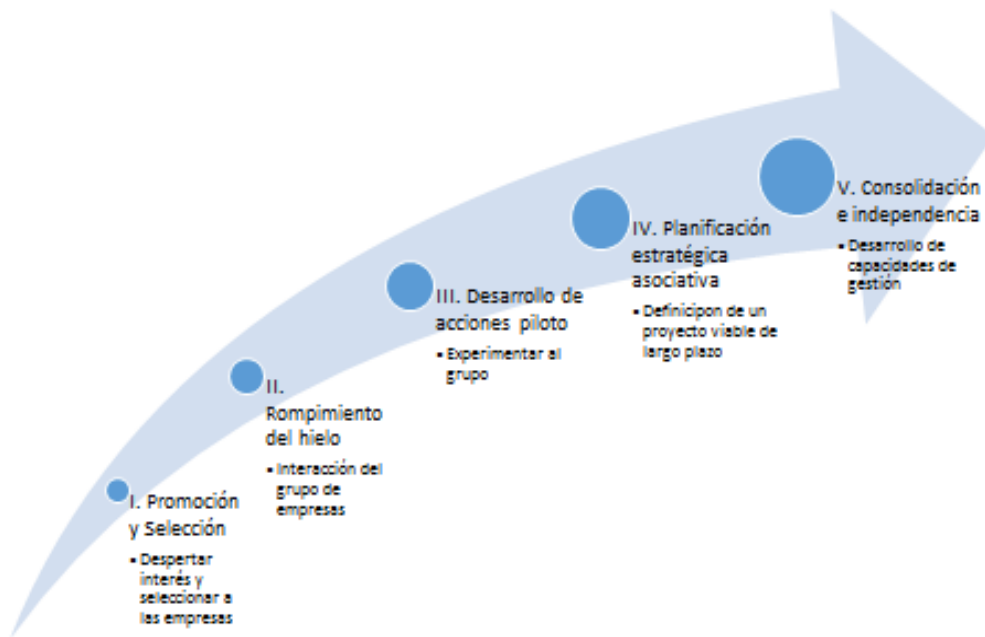 I. Promoción
y Selección
▪ Despertar
interés y
seleccionar a
las empresas
II.
Rompimiento
del hielo
▪ Interacción del
grupo de
empresas
III. Desarrollo de
acciones piloto
▪ Experimentar al
grupo
IV. Planificación
estratégica
asociativa
▪ Definicipon de un
proyecto viable de
largo plazo
V. Consolidación
e independencia
▪ Desarrollo de
capacidades de
gestión